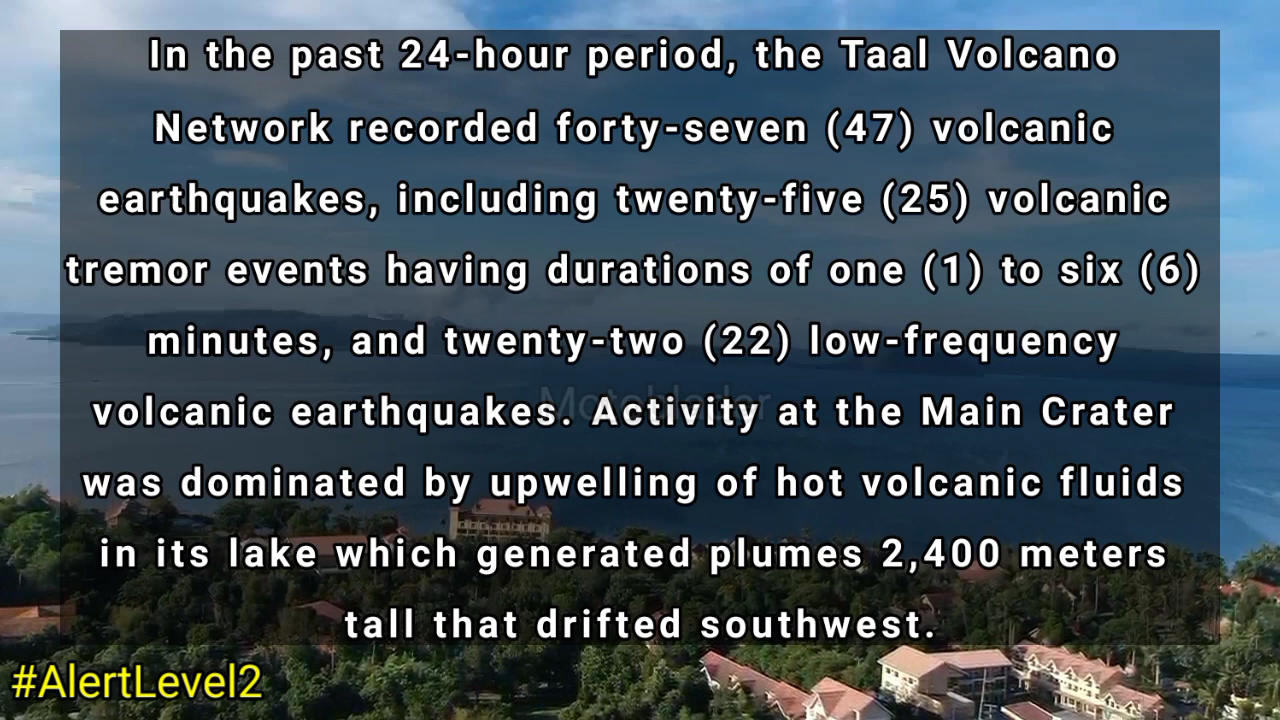 In the past 24-hour period, the Taal Volcano
Network recorded forty-seven (47) volcanic
earthquakes, including twenty-five (25) volcanic
tremor events having durations of one (1) to six (6)
minutes, and twenty-two (22) low-frequency
volcanic earthquakes. Activity at the Main Crater
was dominated by upwelling of hot volcanic fluids
in its lake which generated plumes 2,400 meters
tall that drifted southwest.
#AlertLevel2